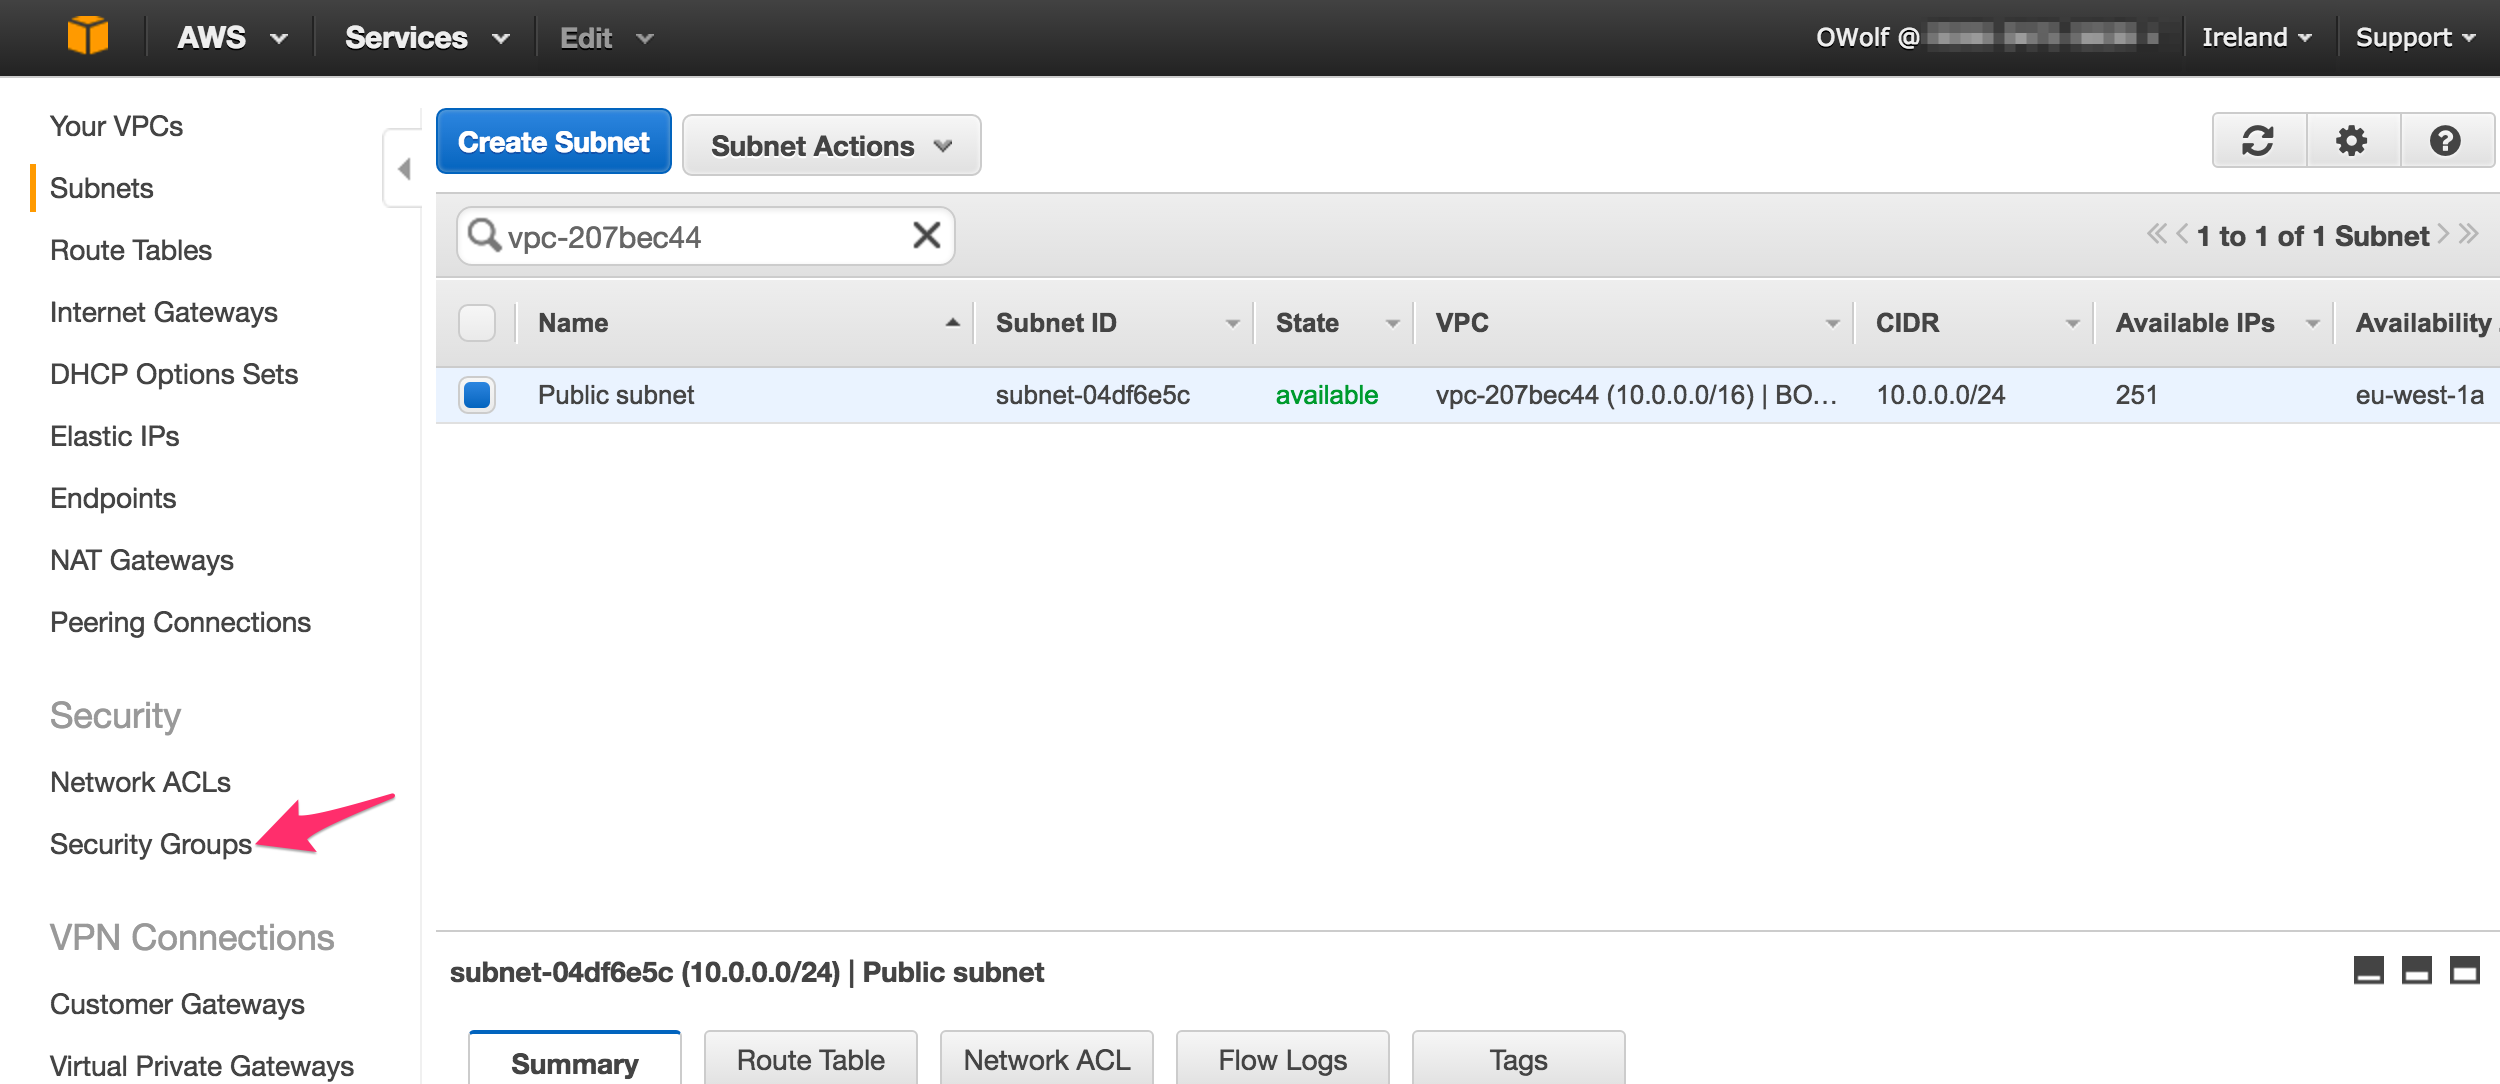 AWS Services Edit OWolf @ Ireland Support
Your VPCs
Subnets
Route Tables
Internet Gateways
DHCP Options Sets
Elastic IPs
Endpoints
NAT Gateways
Peering Connections
Security
Network ACLs
Security Groups
VPN Connections
Customer Gateways
Virtual Private Gateways
Create Subnet Subnet Actions
vpc-207bec44 1 to 1 of 1 Subnet
Name Subnet ID State VPC CIDR Available IPs Availability
Public subnet subnet-04df6e5c available vpc-207bec44 (10.0.0.0/16) | BO... 10.0.0.0/24 251 eu-west-1a
subnet-04df6e5c (10.0.0.0/24) | Public subnet
Summary Route Table Network ACL Flow Logs Tags